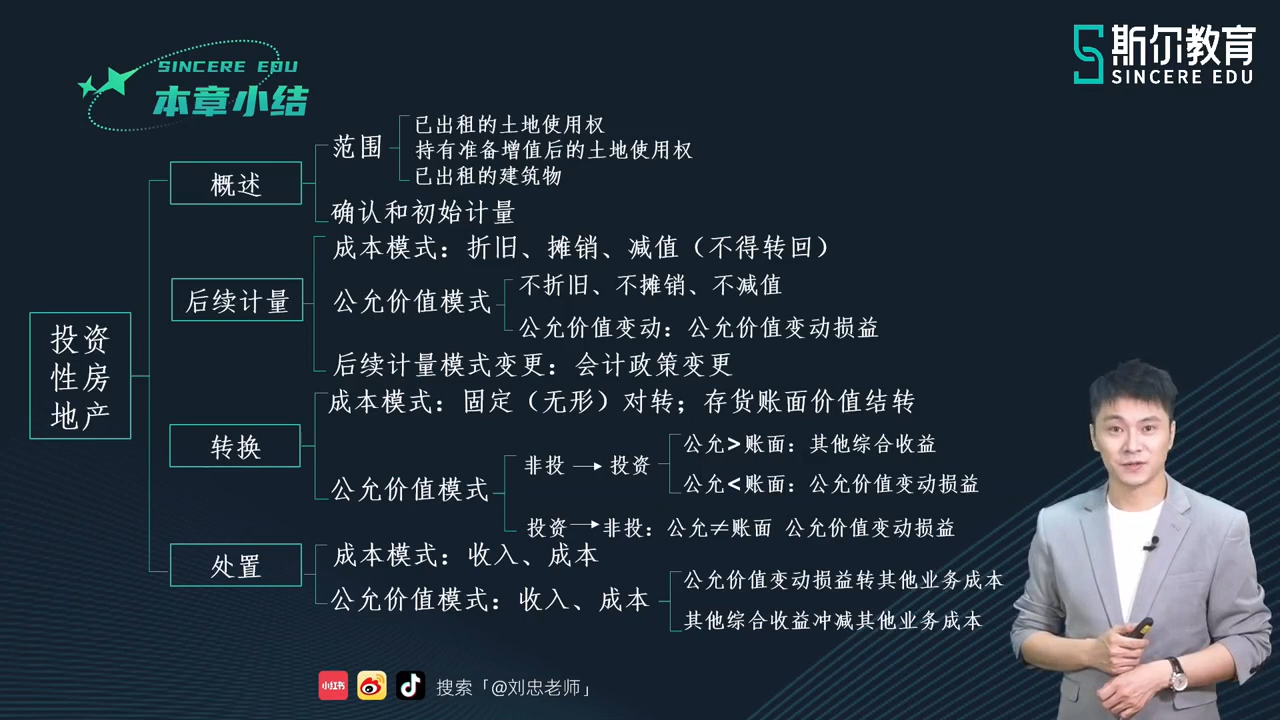 斯尔教育
SINCERE EDU
SINCERE EDU
本章小结
投资
性房
地产
概述
范围
已出租的土地使用权
持有准备增值后的土地使用权
已出租的建筑物
确认和初始计量
后续计量
成本模式：折旧、摊销、减值（不得转回）
公允价值模式
不折旧、不摊销、不减值
公允价值变动：公允价值变动损益
后续计量模式变更：会计政策变更
转换
成本模式：固定（无形）对转；存货账面价值结转
公允价值模式
非投→投资
公允>账面：其他综合收益
公允<账面：公允价值变动损益
投资→非投：公允≠账面 公允价值变动损益
处置
成本模式：收入、成本
公允价值模式：收入、成本
公允价值变动损益转其他业务成本
其他综合收益冲减其他业务成本
小红书
搜索「@刘忠老师」